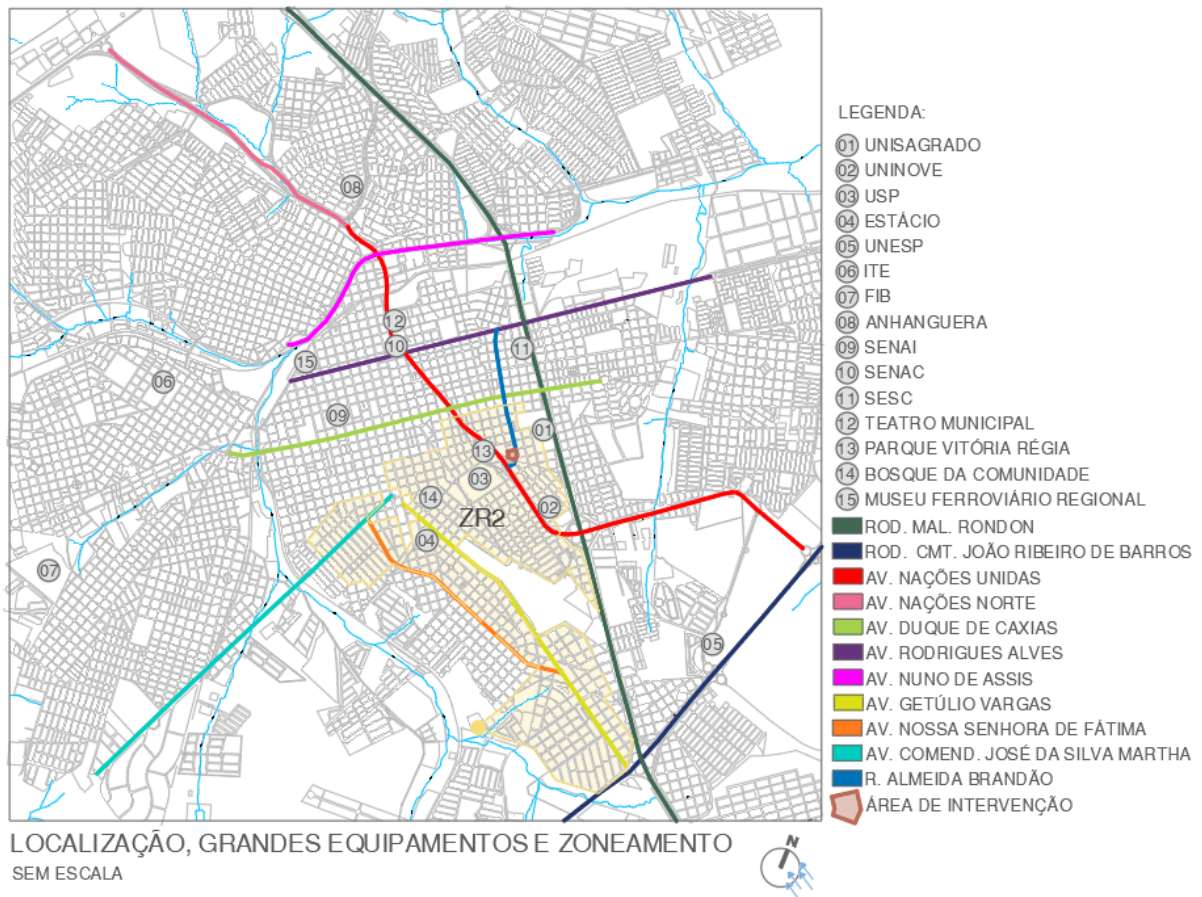 08
12
10
11
15
06
09
01
13
03
14
02
ZR2
04
07
05
LEGENDA:
01 UNISAGRADO
02 UNINOVE
03 USP
04 ESTÁCIO
05 UNESP
06 ITE
07 FIB
08 ANHANGUERA
09 SENAI
10 SENAC
11 SESC
12 TEATRO MUNICIPAL
13 PARQUE VITÓRIA RÉGIA
14 BOSQUE DA COMUNIDADE
15 MUSEU FERROVIÁRIO REGIONAL
ROD. MAL. RONDON
ROD. CMT. JOÃO RIBEIRO DE BARROS
AV. NAÇÕES UNIDAS
AV. NAÇÕES NORTE
AV. DUQUE DE CAXIAS
AV. RODRIGUES ALVES
AV. NUNO DE ASSIS
AV. GETÚLIO VARGAS
AV. NOSSA SENHORA DE FÁTIMA
AV. COMEND. JOSÉ DA SILVA MARTHA
R. ALMEIDA BRANDÃO
ÁREA DE INTERVENÇÃO
LOCALIZAÇÃO, GRANDES EQUIPAMENTOS E ZONEAMENTO
SEM ESCALA
N